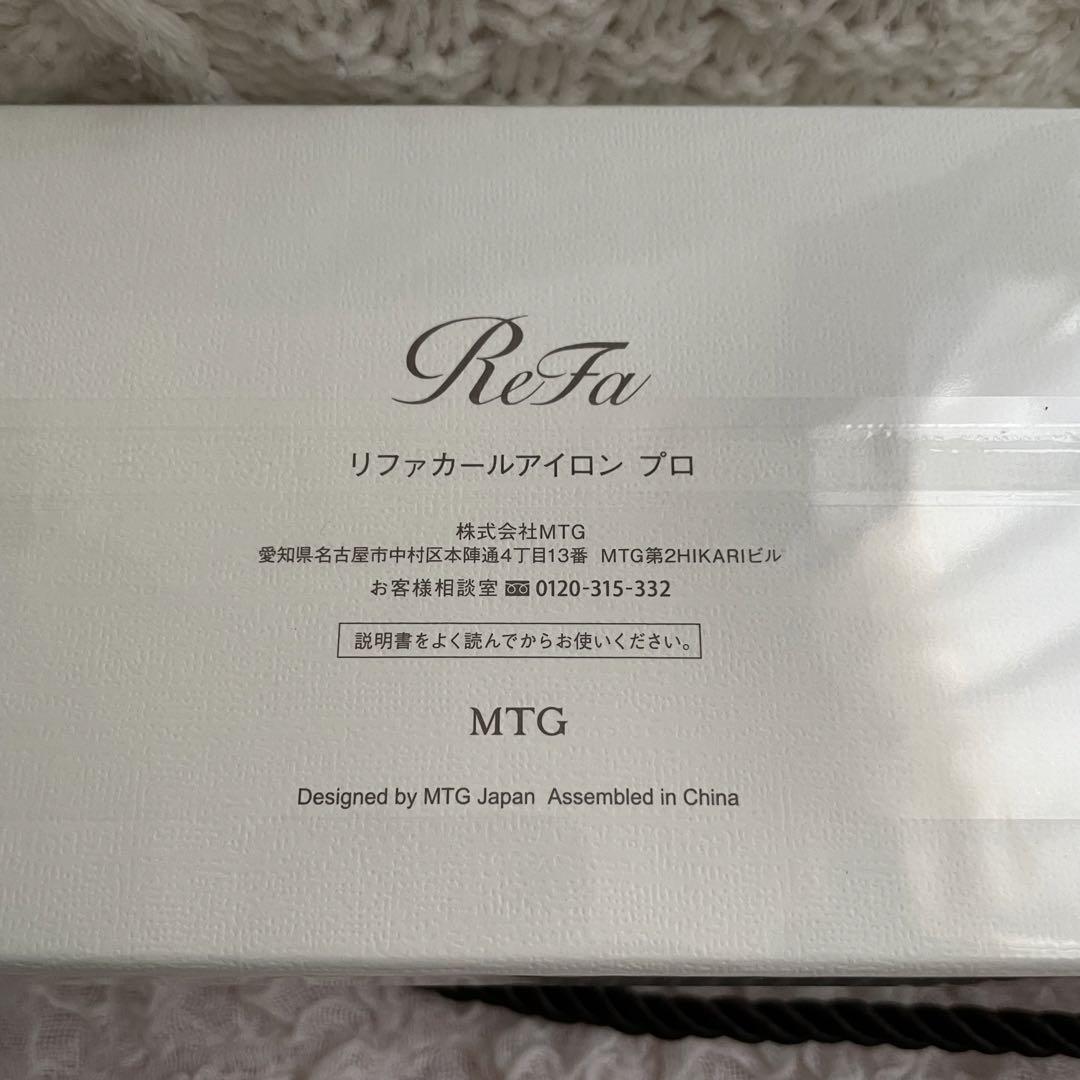 ReFa
リファカールアイロン プロ
株式会社MTG
愛知県名古屋市中村区本陣通4丁目13番 MTG第2HIKARIビル
お客様相談室 0120-315-332
説明書をよく読んでからお使いください。
MTG
Designed by MTG Japan Assembled in China